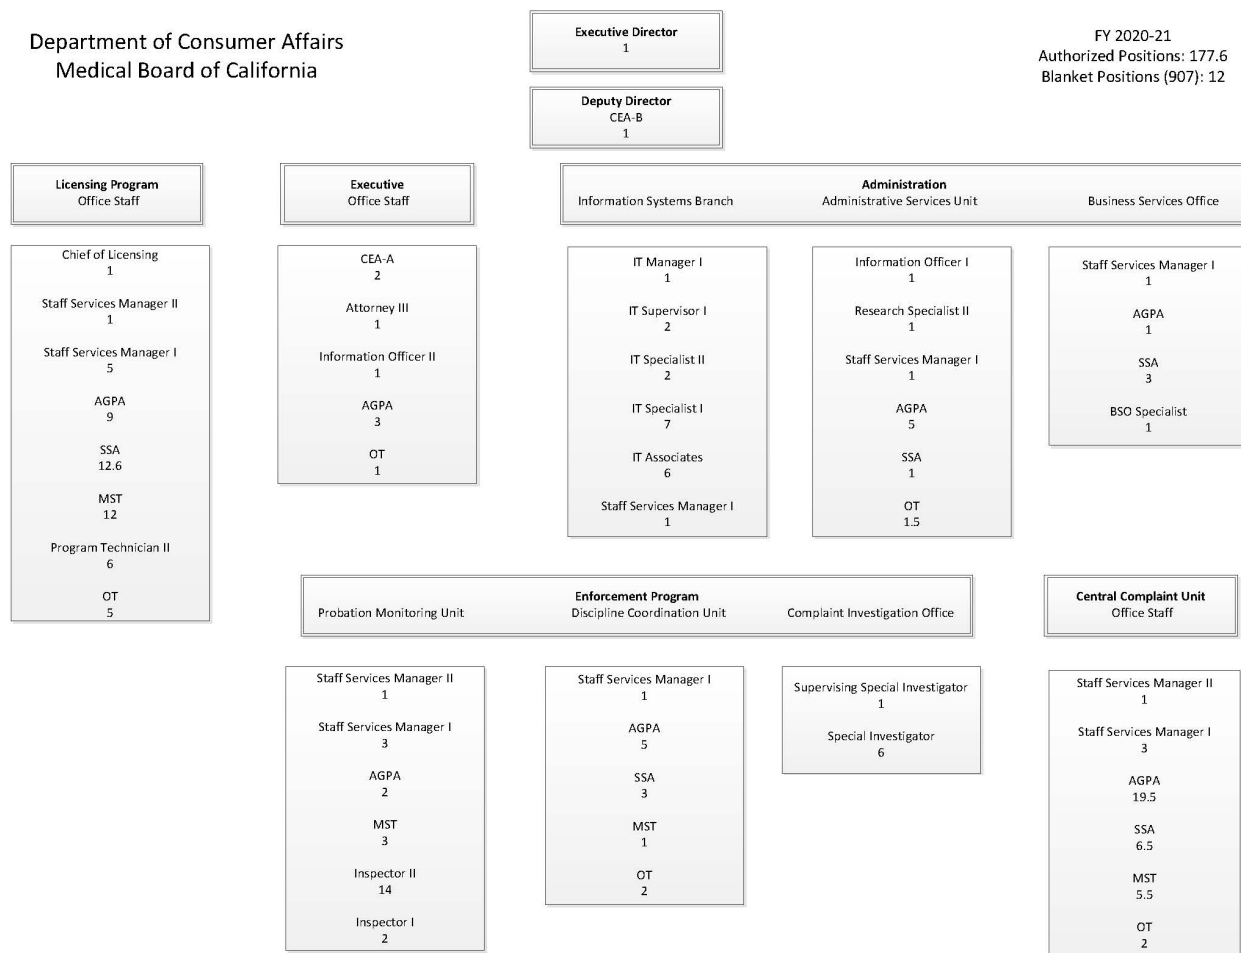 Department of Consumer Affairs
Medical Board of California
Executive Director
1
FY 2020-21
Authorized Positions: 177.6
Blanket Positions (907): 12
Deputy Director
CEA-B
1
Licensing Program
Office Staff
Executive
Office Staff
Administration
Information Systems Branch
Administrative Services Unit
Business Services Office
Chief of Licensing
1
Staff Services Manager II
1
Staff Services Manager I
5
AGPA
9
SSA
12.6
MST
12
Program Technician II
6
OT
5
CEA-A
2
Attorney III
1
Information Officer II
1
AGPA
3
OT
1
IT Manager I
1
IT Supervisor I
2
IT Specialist II
2
IT Specialist I
7
IT Associates
6
Staff Services Manager I
1
Information Officer I
1
Research Specialist II
1
Staff Services Manager I
1
AGPA
5
SSA
1
OT
1.5
Staff Services Manager I
1
AGPA
1
SSA
3
BSO Specialist
1
Enforcement Program
Probation Monitoring Unit
Discipline Coordination Unit
Complaint Investigation Office
Central Complaint Unit
Office Staff
Staff Services Manager II
1
Staff Services Manager I
3
AGPA
2
MST
3
Inspector II
14
Inspector I
2
Staff Services Manager I
1
AGPA
5
SSA
3
MST
1
OT
2
Supervising Special Investigator
1
Special Investigator
6
Staff Services Manager II
1
Staff Services Manager I
3
AGPA
19.5
SSA
6.5
MST
5.5
OT
2